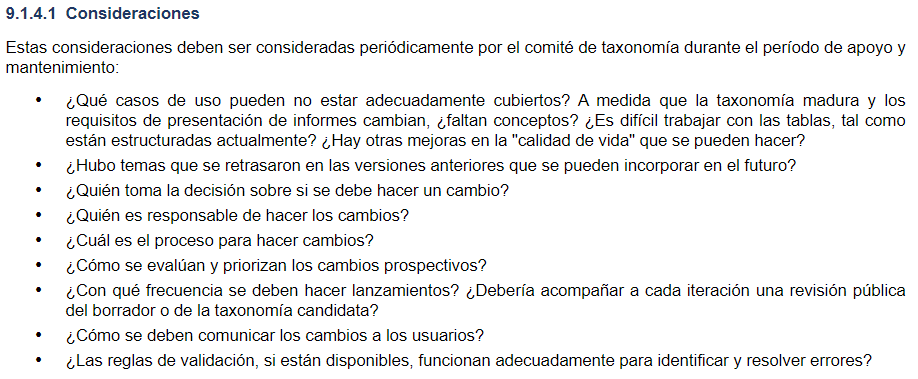 9.1.4.1 Consideraciones
Estas consideraciones deben ser consideradas periódicamente por el comité de taxonomía durante el período de apoyo y
mantenimiento:
• ¿Qué casos de uso pueden no estar adecuadamente cubiertos? A medida que la taxonomía madura y los
requisitos de presentación de informes cambian, ¿faltan conceptos? ¿Es difícil trabajar con las tablas, tal como
están estructuradas actualmente? ¿Hay otras mejoras en la "calidad de vida" que se pueden hacer?
• ¿Hubo temas que se retrasaron en las versiones anteriores que se pueden incorporar en el futuro?
• ¿Quién toma la decisión sobre si se debe hacer un cambio?
• ¿Quién es responsable de hacer los cambios?
• ¿Cuál es el proceso para hacer cambios?
• ¿Cómo se evalúan y priorizan los cambios prospectivos?
• ¿Con qué frecuencia se deben hacer lanzamientos? ¿Debería acompañar a cada iteración una revisión pública
del borrador o de la taxonomía candidata?
• ¿Cómo se deben comunicar los cambios a los usuarios?
• ¿Las reglas de validación, si están disponibles, funcionan adecuadamente para identificar y resolver errores?